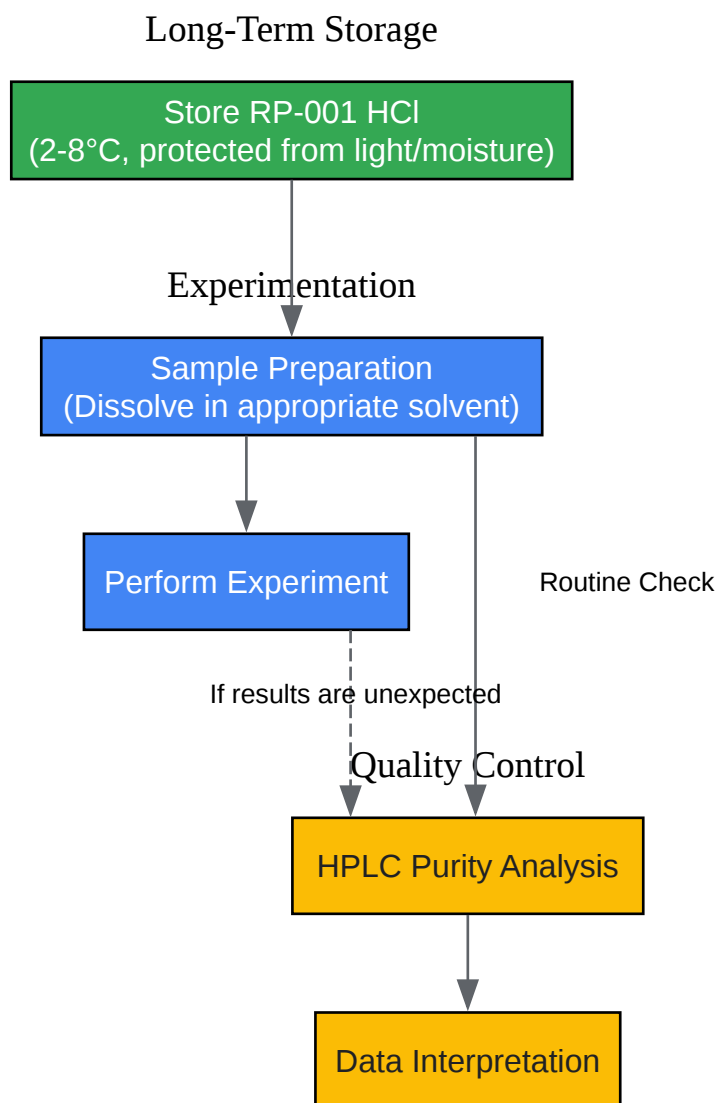 Long-Term Storage
Store RP-001 HCl
(2-8°C, protected from light/moisture)
Experimentation
Sample Preparation
(Dissolve in appropriate solvent)
Perform Experiment
Routine Check
If results are unexpected
Quality Control
HPLC Purity Analysis
Data Interpretation